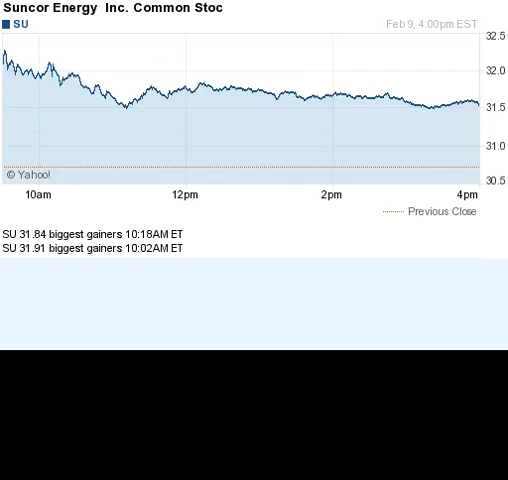 Suncor Energy  Inc. Common Stoc
SU
Feb 9, 4:00pm EST
32.5
32.0
31.5
31.0
30.5
© Yahoo!
10am 12pm 2pm 4pm
Previous Close
SU 31.84 biggest gainers 10:18AM ET
SU 31.91 biggest gainers 10:02AM ET